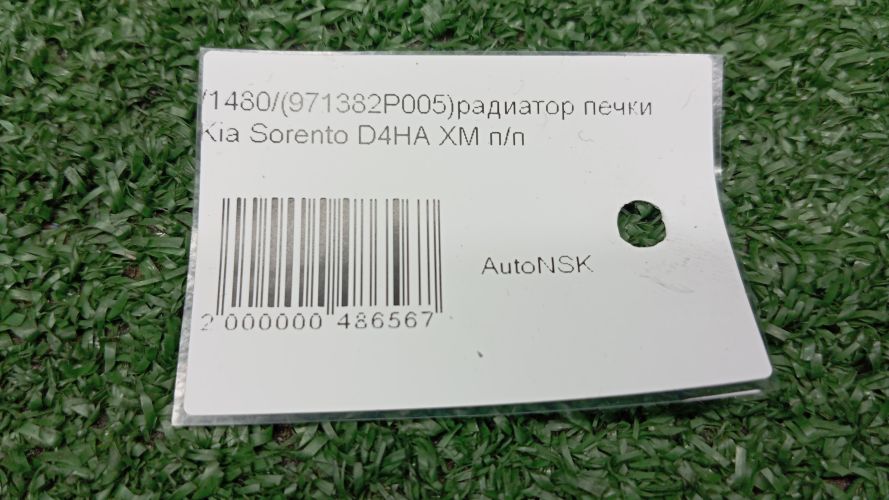 /1480/(971382P005)радиатор печки
Kia Sorento D4HA XM п/п
AutoNSK
2 000000 486567